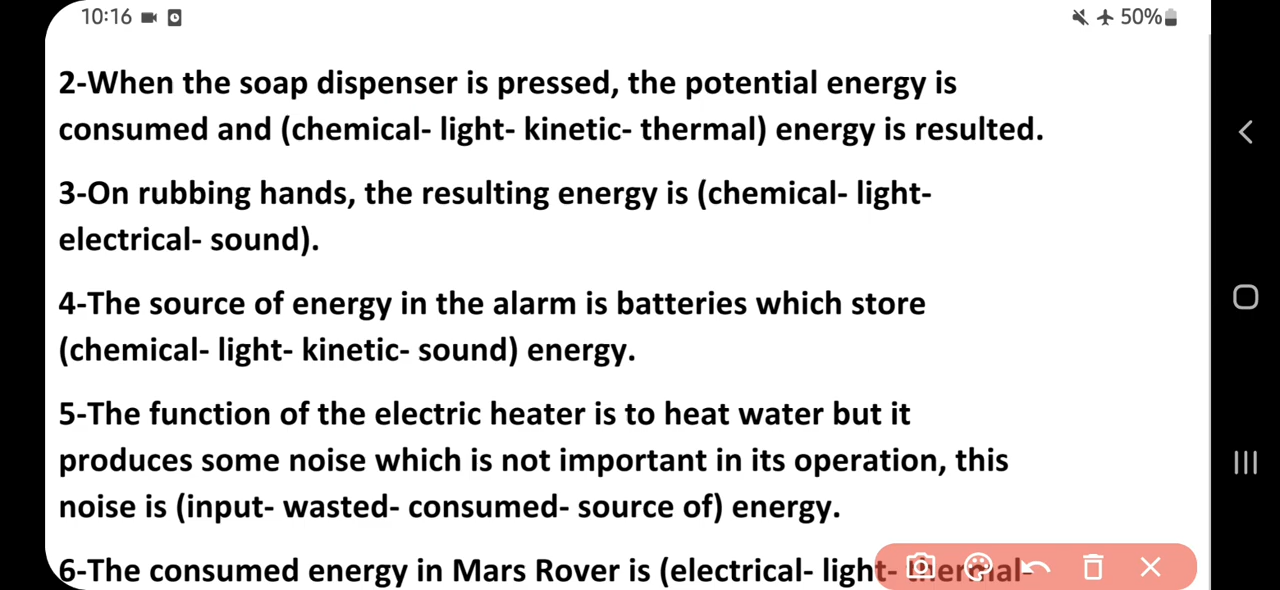 10:16
50%
2-When the soap dispenser is pressed, the potential energy is
consumed and (chemical- light- kinetic- thermal) energy is resulted.
3-On rubbing hands, the resulting energy is (chemical- light-
electrical- sound).
4-The source of energy in the alarm is batteries which store
(chemical- light- kinetic- sound) energy.
5-The function of the electric heater is to heat water but it
produces some noise which is not important in its operation, this
noise is (input- wasted- consumed- source of) energy.
6-The consumed energy in Mars Rover is (electrical- light- thermal-